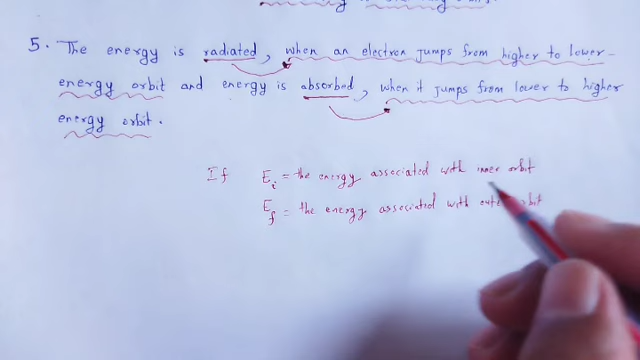 5. The energy is radiated, when an electron jumps from higher to lower-
energy orbit and energy is absorbed, when it jumps from lower to higher
energy orbit.
If Ei = the energy associated with inner orbit
Ef = the energy associated with outer orbit